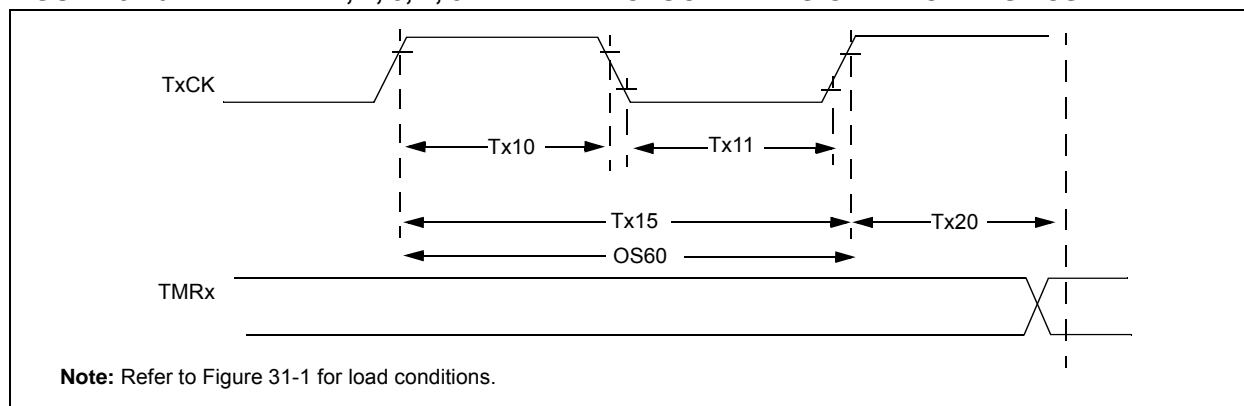 TxCK
Tx10
Tx11
Tx15
Tx20
OS60
TMRx
Note: Refer to Figure 31-1 for load conditions.